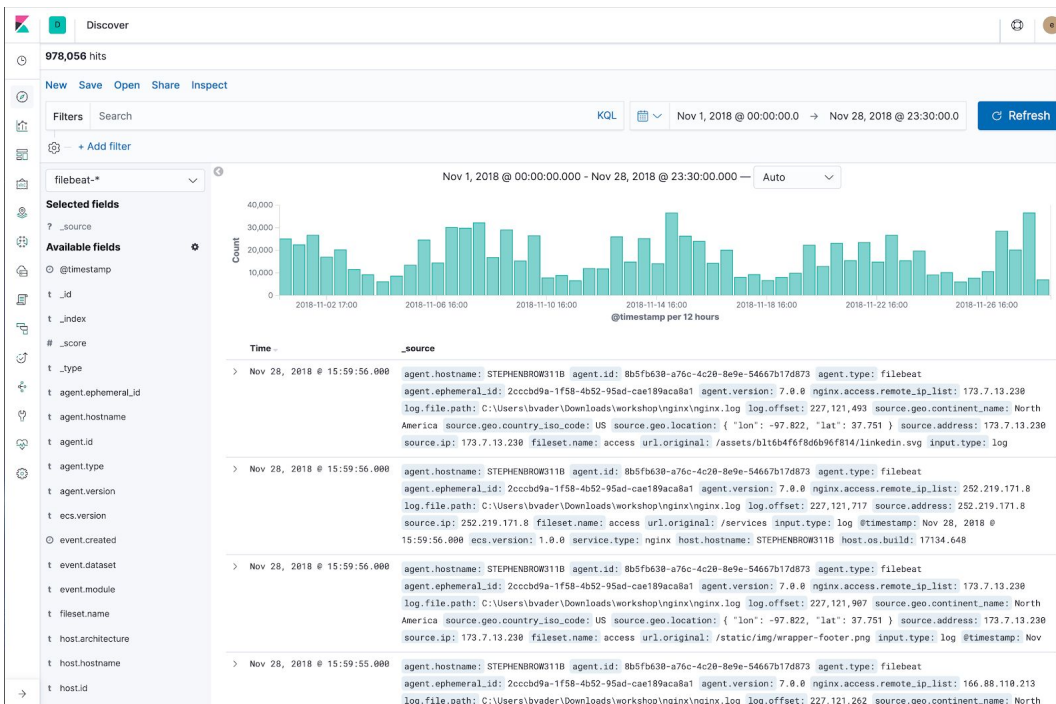 D Discover e
978,056 hits
New Save Open Share Inspect
Filters Search KQL Nov 1, 2018 @ 00:00:00.0 → Nov 28, 2018 @ 23:30:00.0 Refresh
+ Add filter
filebeat-*
Selected fields
? _source
Available fields
@timestamp
t _id
t _index
# _score
t _type
t agent.ephemeral_id
t agent.hostname
t agent.id
t agent.type
t agent.version
t ecs.version
event.created
t event.dataset
t event.module
t fileset.name
t host.architecture
t host.hostname
t host.id
Nov 1, 2018 @ 00:00:00.000 - Nov 28, 2018 @ 23:30:00.000 — Auto
Count
40,000
30,000
20,000
10,000
0
2018-11-02 17:00 2018-11-06 16:00 2018-11-10 16:00 2018-11-14 16:00 2018-11-18 16:00 2018-11-22 16:00 2018-11-26 16:00
@timestamp per 12 hours
Time _source
Nov 28, 2018 @ 15:59:56.000 agent.hostname: STEPHENBROW311B agent.id: 8b5fb630-a76c-4c20-8e9e-54667b17d873 agent.type: filebeat
agent.ephemeral_id: 2cccbd9a-1f58-4b52-95ad-cae189aca8a1 agent.version: 7.0.0 nginx.access.remote_ip_list: 173.7.13.230
log.file.path: C:\Users\bvader\Downloads\workshop\nginx\nginx.log log.offset: 227,121,493 source.geo.continent_name: North
America source.geo.country_iso_code: US source.geo.location: { "lon": -97.822, "lat": 37.751 } source.address: 173.7.13.230
source.ip: 173.7.13.230 fileset.name: access url.original: /assets/blt6b4f6f8d6b96f814/linkedin.svg input.type: log
Nov 28, 2018 @ 15:59:56.000 agent.hostname: STEPHENBROW311B agent.id: 8b5fb630-a76c-4c20-8e9e-54667b17d873 agent.type: filebeat
agent.ephemeral_id: 2cccbd9a-1f58-4b52-95ad-cae189aca8a1 agent.version: 7.0.0 nginx.access.remote_ip_list: 252.219.171.8
log.file.path: C:\Users\bvader\Downloads\workshop\nginx\nginx.log log.offset: 227,121,717 source.address: 252.219.171.8
source.ip: 252.219.171.8 fileset.name: access url.original: /services input.type: log @timestamp: Nov 28, 2018 @
15:59:56.000 ecs.version: 1.0.0 service.type: nginx host.hostname: STEPHENBROW311B host.os.build: 17134.648
Nov 28, 2018 @ 15:59:56.000 agent.hostname: STEPHENBROW311B agent.id: 8b5fb630-a76c-4c20-8e9e-54667b17d873 agent.type: filebeat
agent.ephemeral_id: 2cccbd9a-1f58-4b52-95ad-cae189aca8a1 agent.version: 7.0.0 nginx.access.remote_ip_list: 173.7.13.230
log.file.path: C:\Users\bvader\Downloads\workshop\nginx\nginx.log log.offset: 227,121,907 source.geo.continent_name: North
America source.geo.country_iso_code: US source.geo.location: { "lon": -97.822, "lat": 37.751 } source.address: 173.7.13.230
source.ip: 173.7.13.230 fileset.name: access url.original: /static/img/wrapper-footer.png input.type: log @timestamp: Nov
Nov 28, 2018 @ 15:59:55.000 agent.hostname: STEPHENBROW311B agent.id: 8b5fb630-a76c-4c20-8e9e-54667b17d873 agent.type: filebeat
agent.ephemeral_id: 2cccbd9a-1f58-4b52-95ad-cae189aca8a1 agent.version: 7.0.0 nginx.access.remote_ip_list: 166.88.110.213
log.file.path: C:\Users\bvader\Downloads\workshop\nginx\nginx.log log.offset: 227,121,262 source.geo.continent_name: North